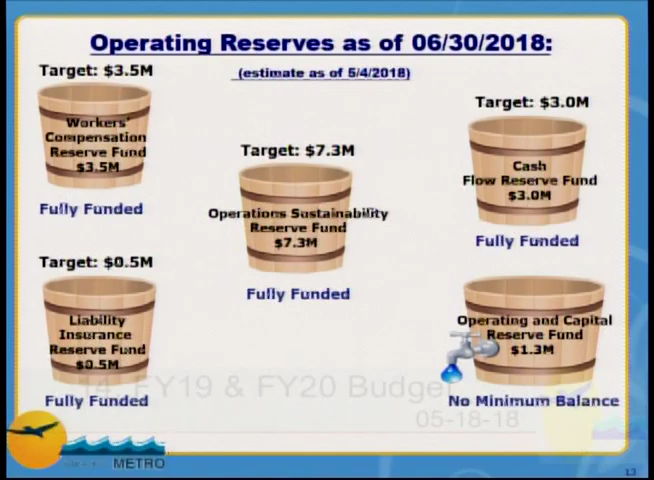 Operating Reserves as of 06/30/2018:
(estimate as of 5/4/2018)
Target: $3.5M
Workers'
Compensation
Reserve Fund
$3.5M
Fully Funded
Target: $7.3M
Operations Sustainability
Reserve Fund
$7.3M
Fully Funded
Target: $3.0M
Cash
Flow Reserve Fund
$3.0M
Fully Funded
Target: $0.5M
Liability
Insurance
Reserve Fund
$0.5M
Fully Funded
Operating and Capital
Reserve Fund
$1.3M
No Minimum Balance
14. FY19 & FY20 Budget
05-18-18
METRO
13